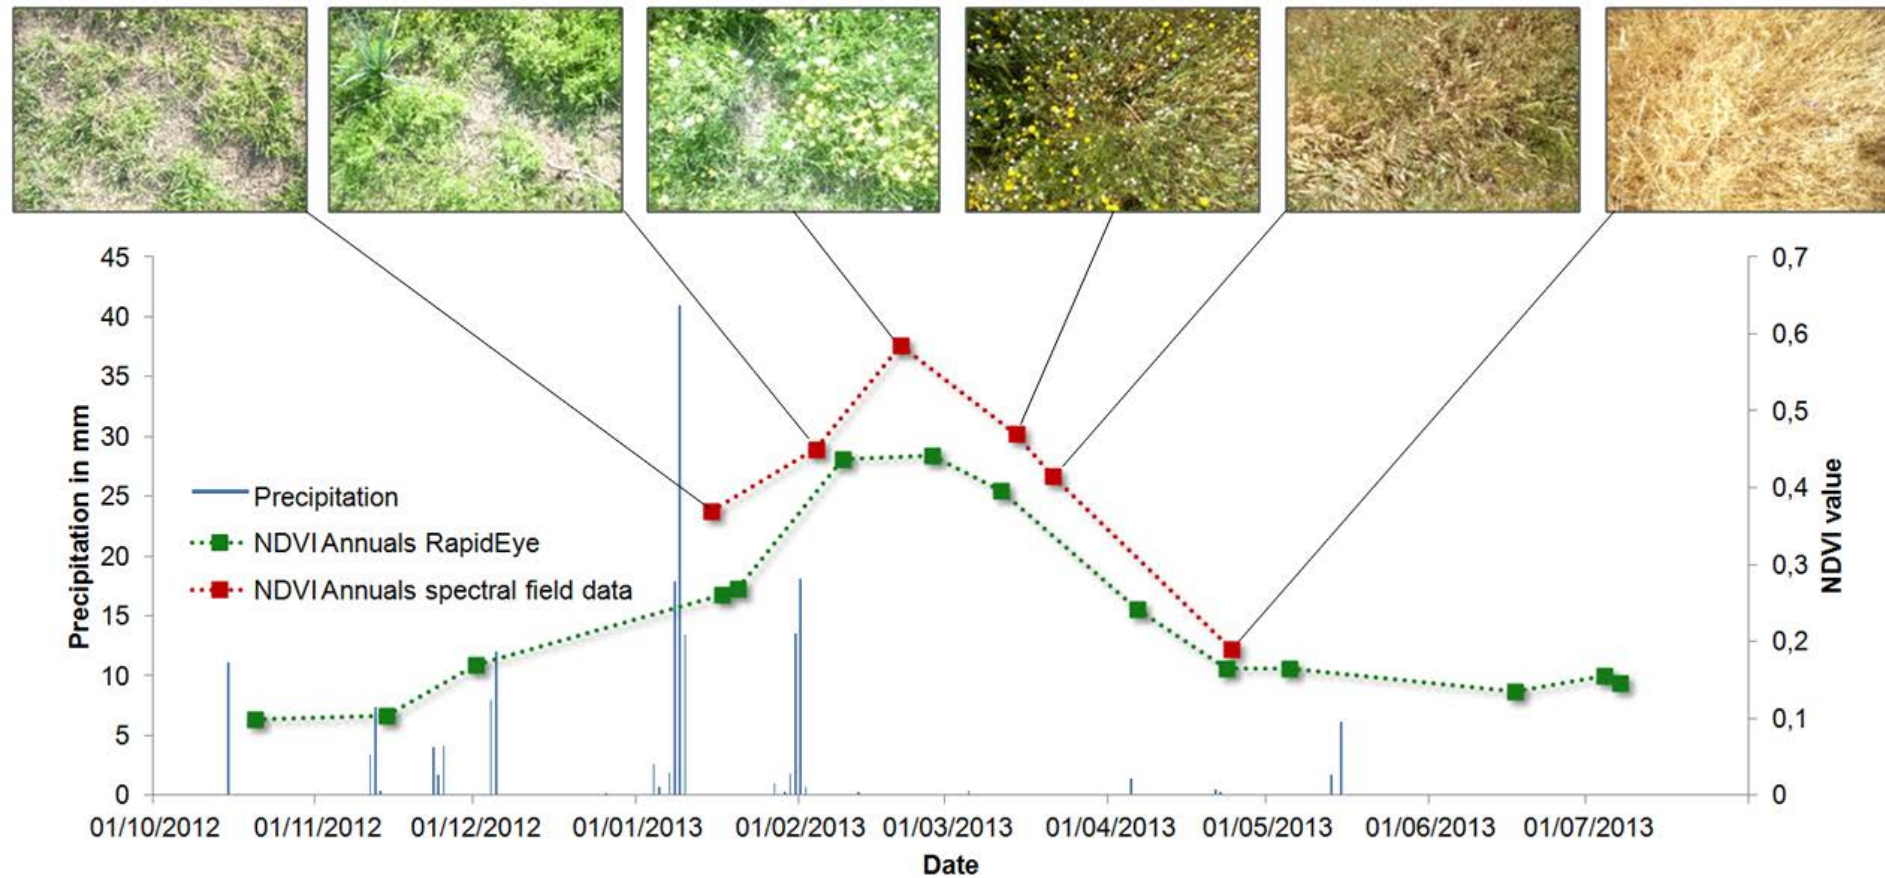 45
40
35
30
25
20
15
10
5
0
Precipitation in mm
0,7
0,6
0,5
0,4
0,3
0,2
0,1
0
NDVI value
Precipitation
NDVI Annuals RapidEye
NDVI Annuals spectral field data
01/10/2012 01/11/2012 01/12/2012 01/01/2013 01/02/2013 01/03/2013 01/04/2013 01/05/2013 01/06/2013 01/07/2013
Date